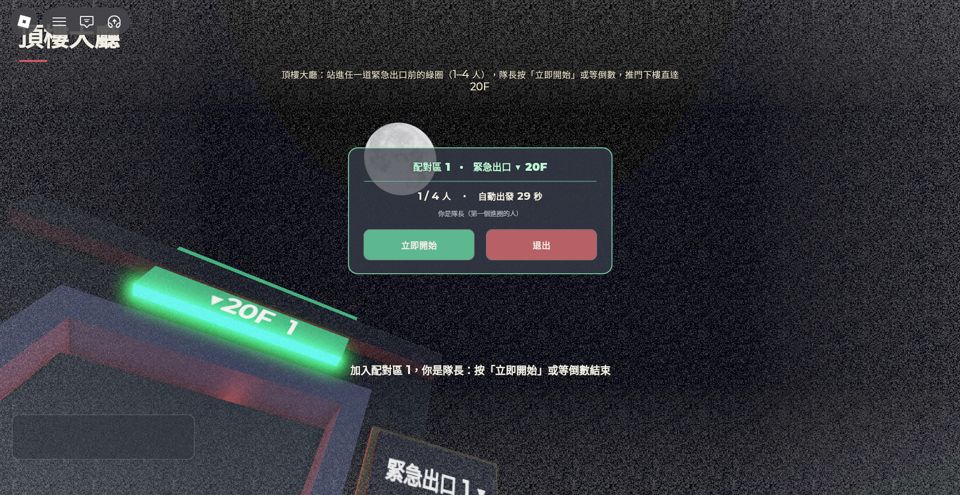 頂樓大廳
頂樓大廳：站進任一道緊急出口前的綠圈（1–4 人），隊長按「立即開始」或等倒數，推門下樓直達
20F
配對區 1 • 緊急出口 ▼ 20F
1 / 4 人 • 自動出發 29 秒
你是隊長（第一個進圈的人）
立即開始
退出
▼20F 1
加入配對區 1，你是隊長：按「立即開始」或等倒數結束
緊急出口 1 ▼